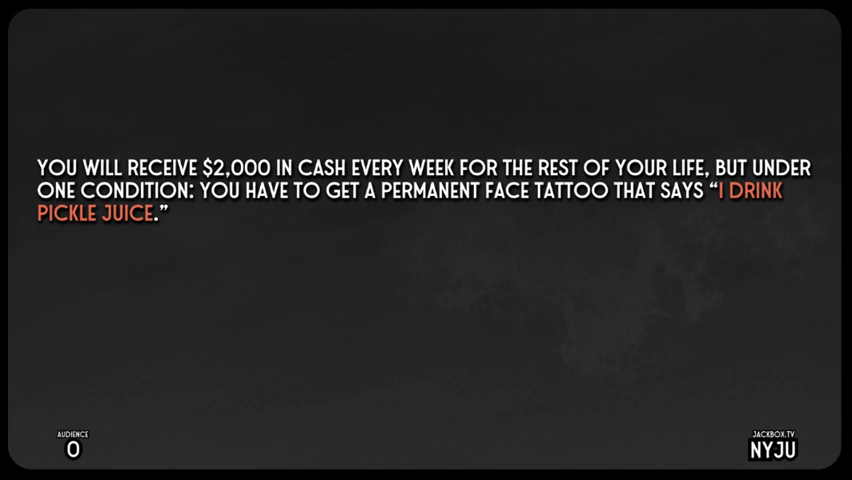 YOU WILL RECEIVE $2,000 IN CASH EVERY WEEK FOR THE REST OF YOUR LIFE, BUT UNDER
ONE CONDITION: YOU HAVE TO GET A PERMANENT FACE TATTOO THAT SAYS “I DRINK
PICKLE JUICE.”
AUDIENCE
0
JACKBOX.TV
NYJU